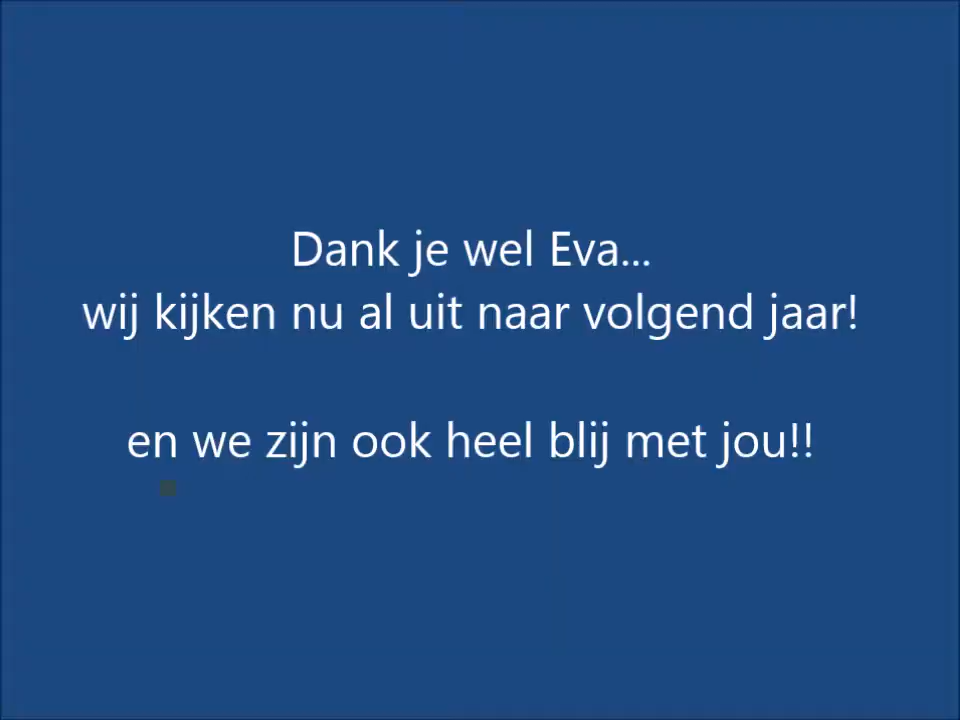 Dank je wel Eva...
wij kijken nu al uit naar volgend jaar!
en we zijn ook heel blij met jou!!